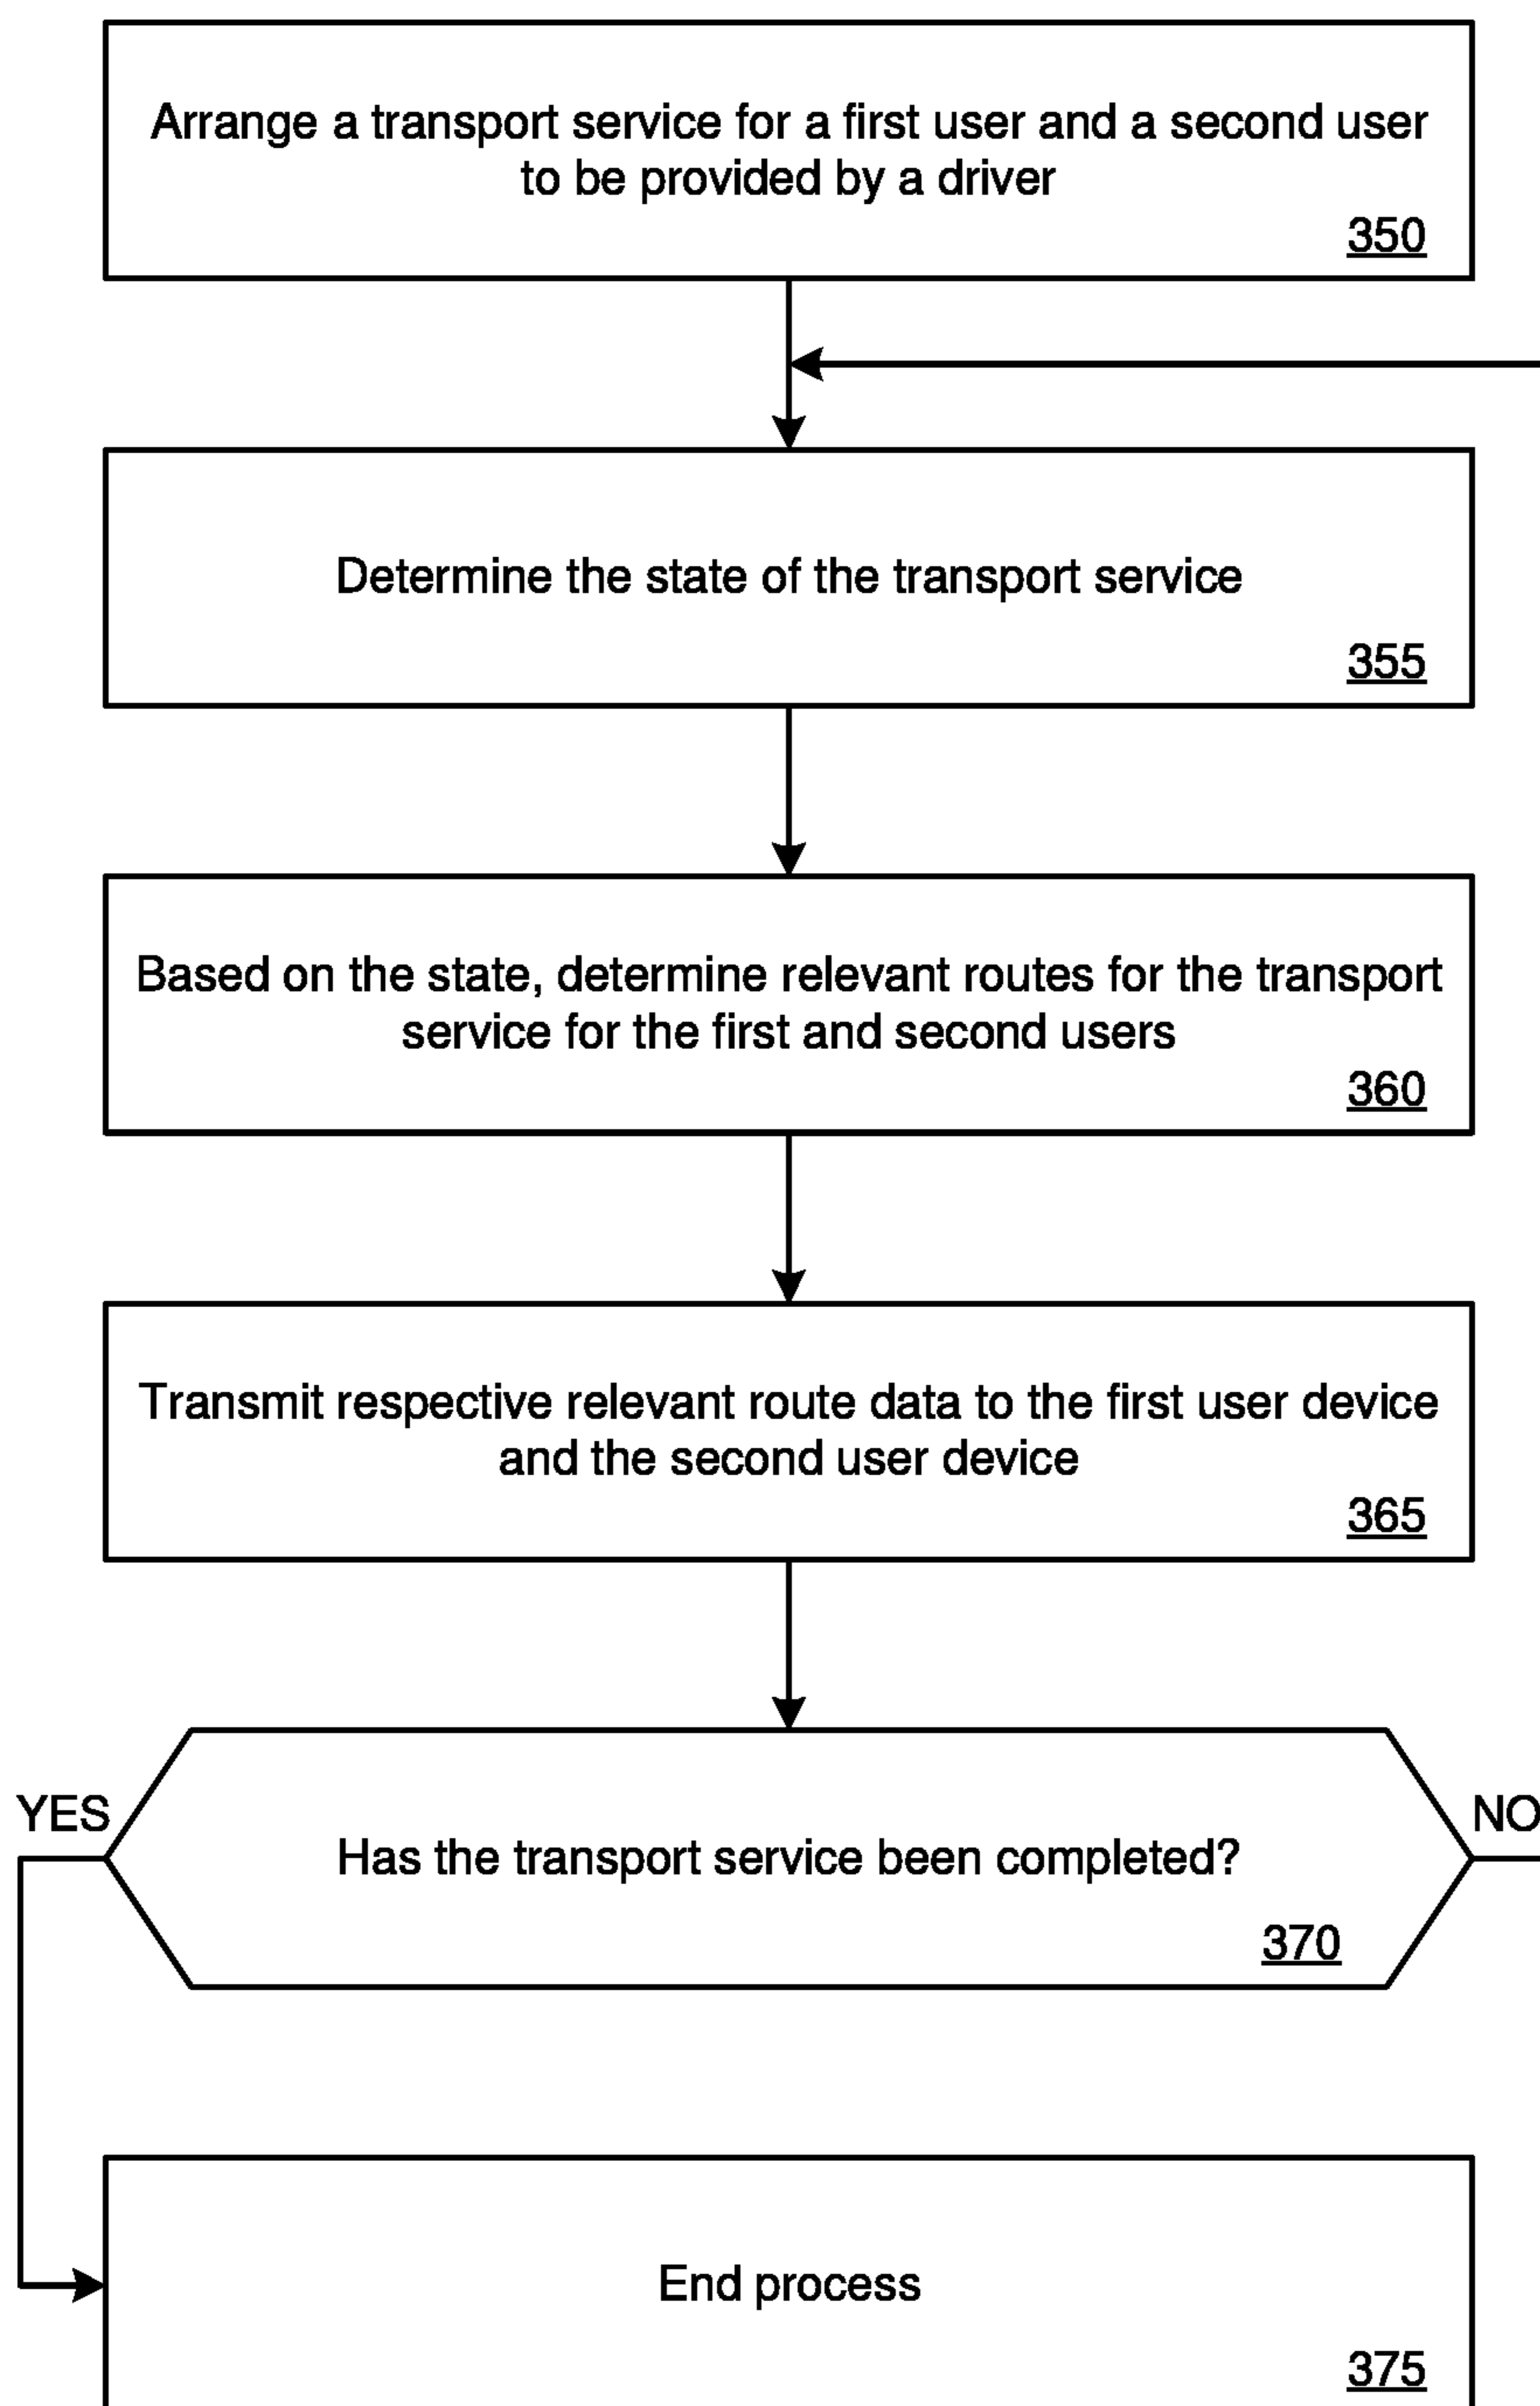 Arrange a transport service for a first user and a second user
to be provided by a driver
350
Determine the state of the transport service
355
Based on the state, determine relevant routes for the transport
service for the first and second users
360
Transmit respective relevant route data to the first user device
and the second user device
365
YES
NO
Has the transport service been completed?
370
End process
375